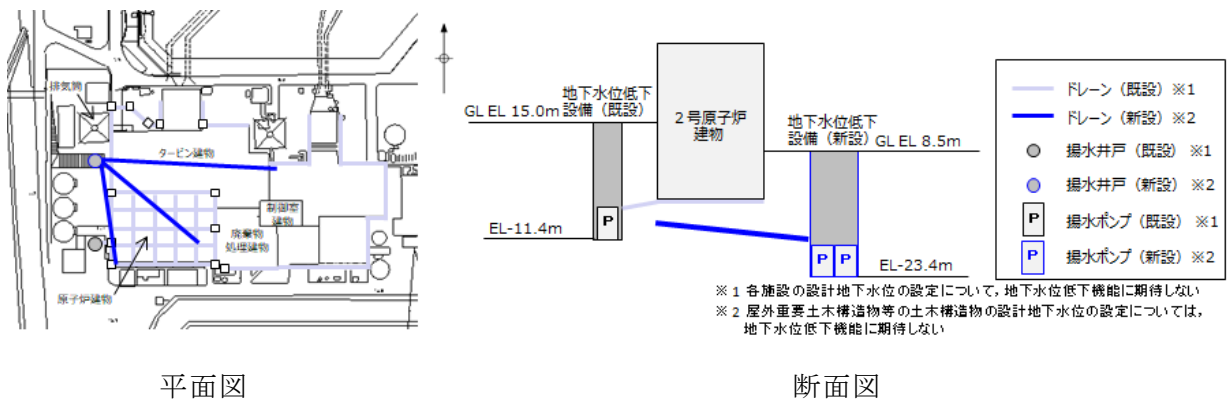 排気筒
タービン建物
制御室
建物
廃棄物
処理建物
原子炉建物
平面図
地下水位低下
設備（既設）
GL EL 15.0m
EL-11.4m
P
２号原子炉
建物
地下水位低下
設備（新設）
GL EL 8.5m
P P
EL-23.4m
断面図
ドレーン（既設）※1
ドレーン（新設）※2
揚水井戸（既設）※1
揚水井戸（新設）※2
P 揚水ポンプ（既設）※1
P 揚水ポンプ（新設）※2
※１ 各施設の設計地下水位の設定について，地下水位低下機能に期待しない
※２ 屋外重要土木構造物等の土木構造物の設計地下水位の設定については，
地下水位低下機能に期待しない